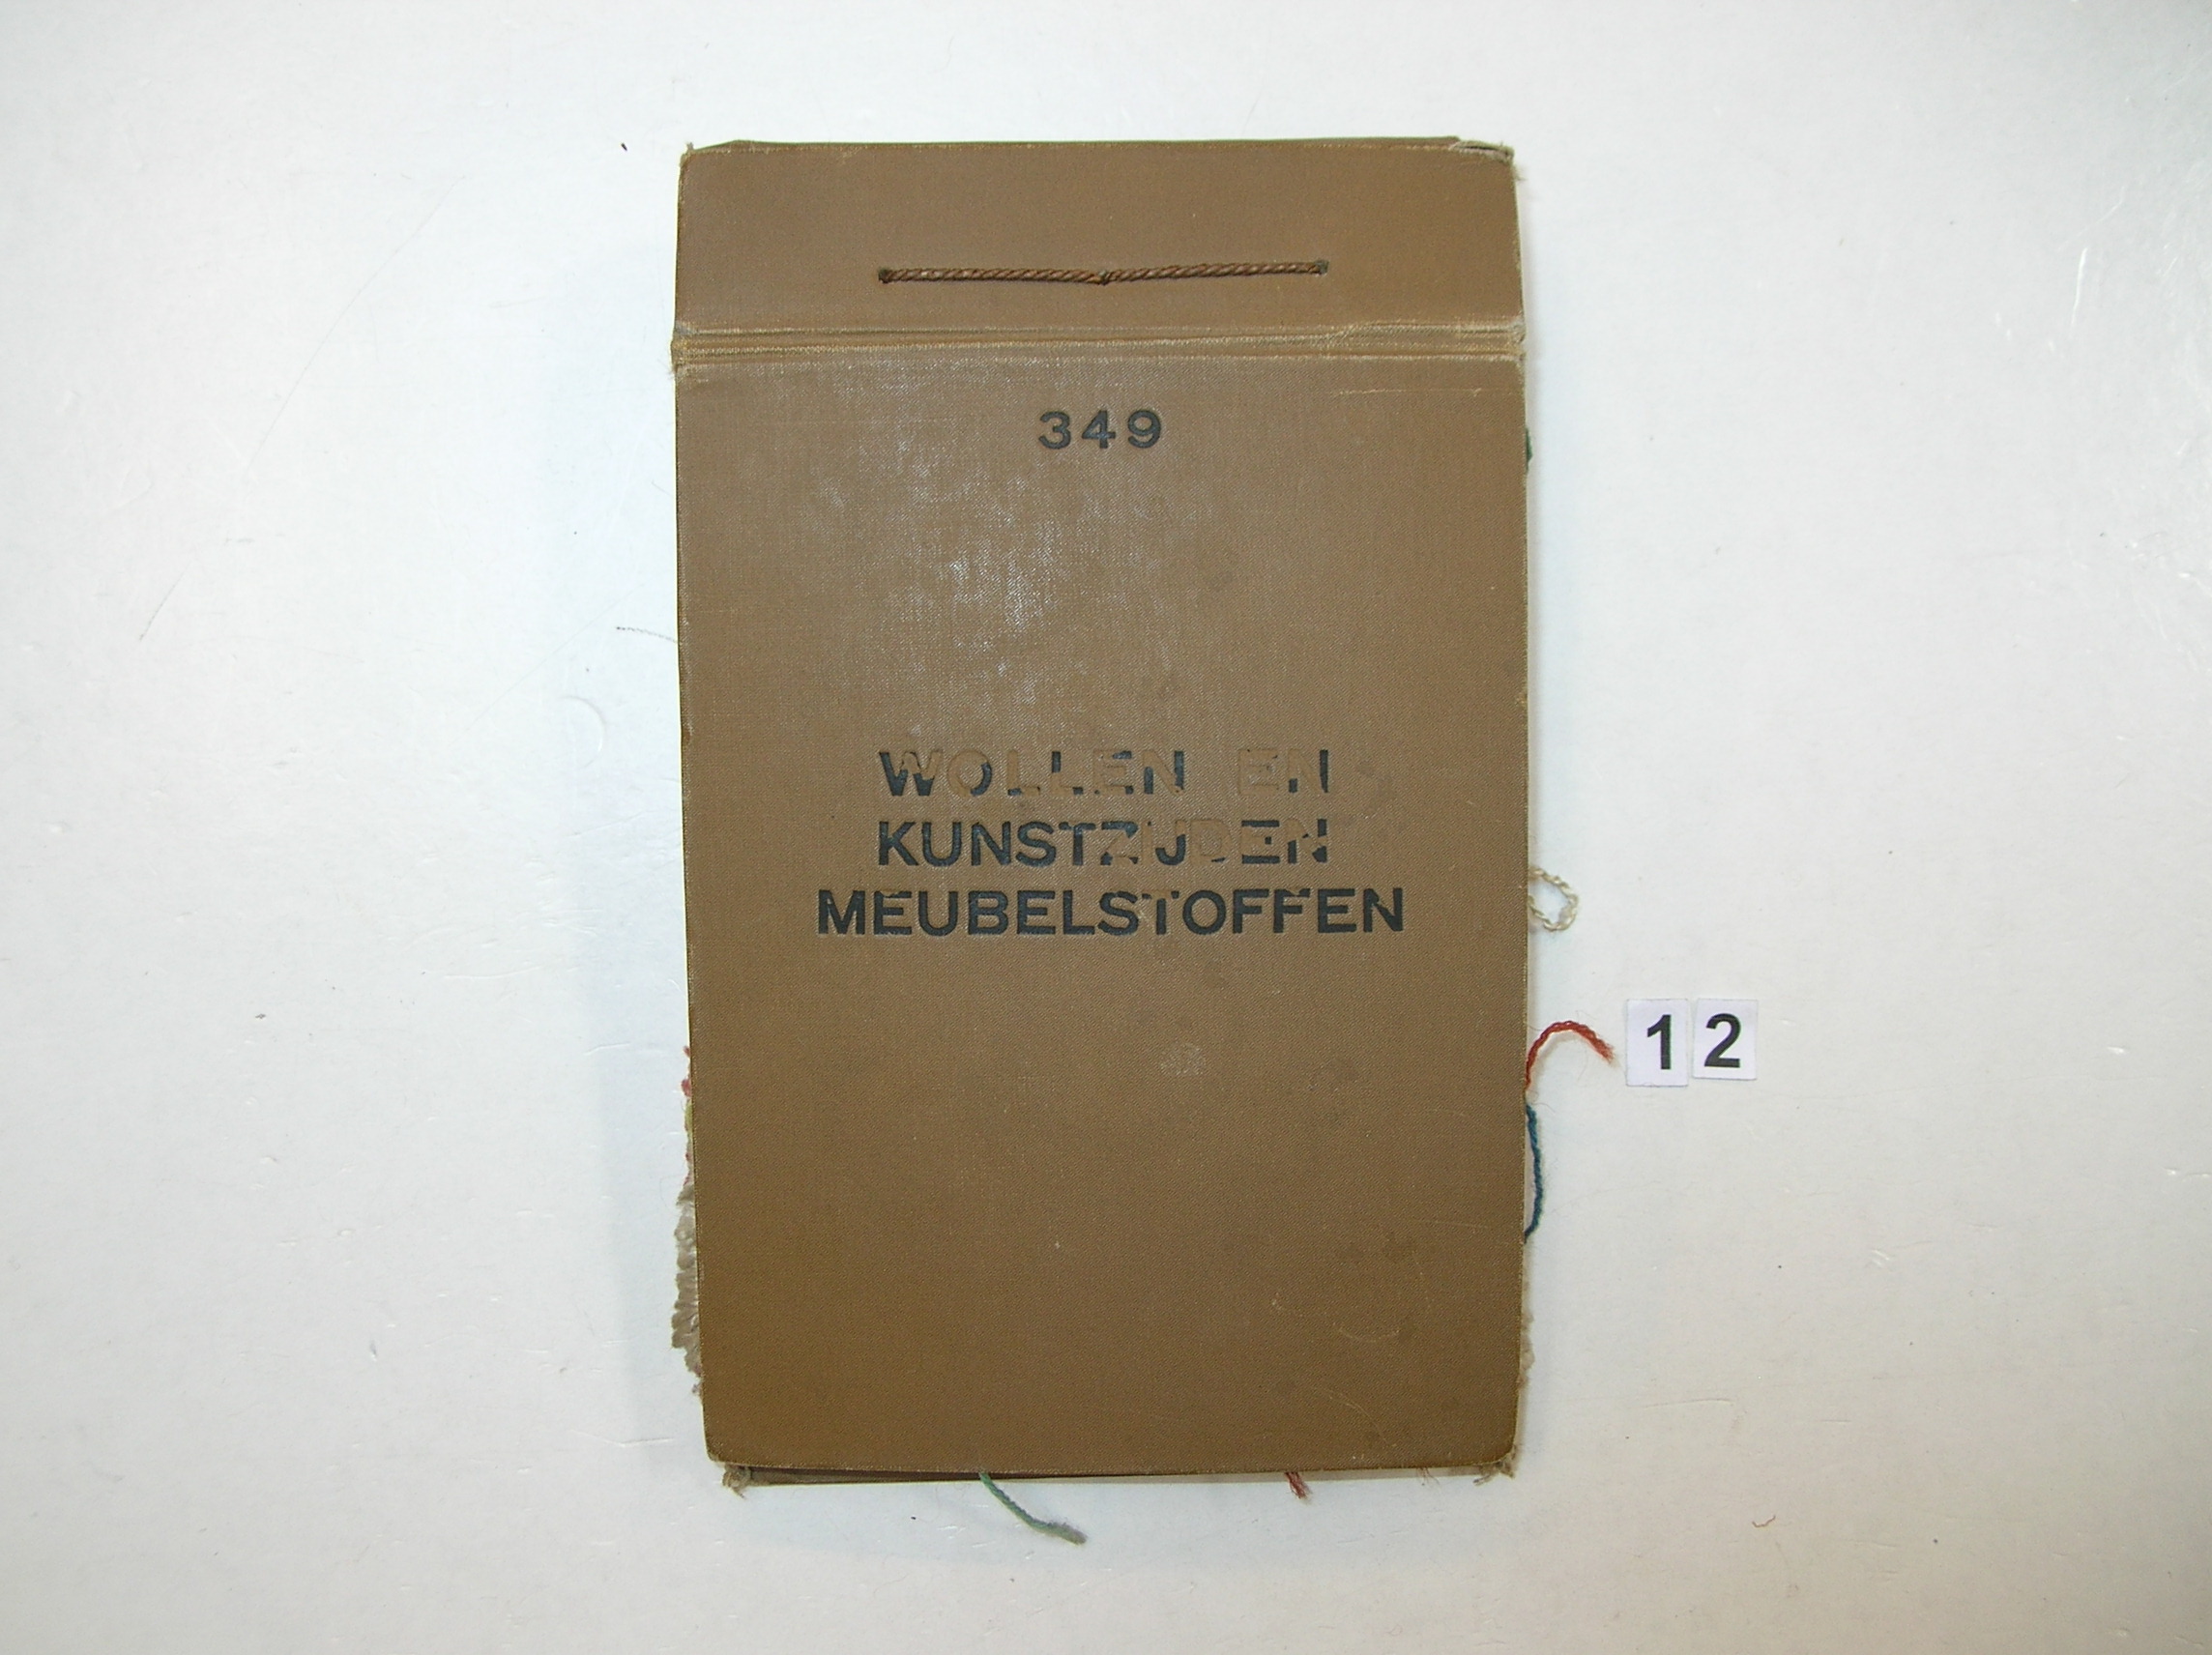 349
WOLLEN EN
KUNSTZIJDEN
MEUBELSTOFFEN
12